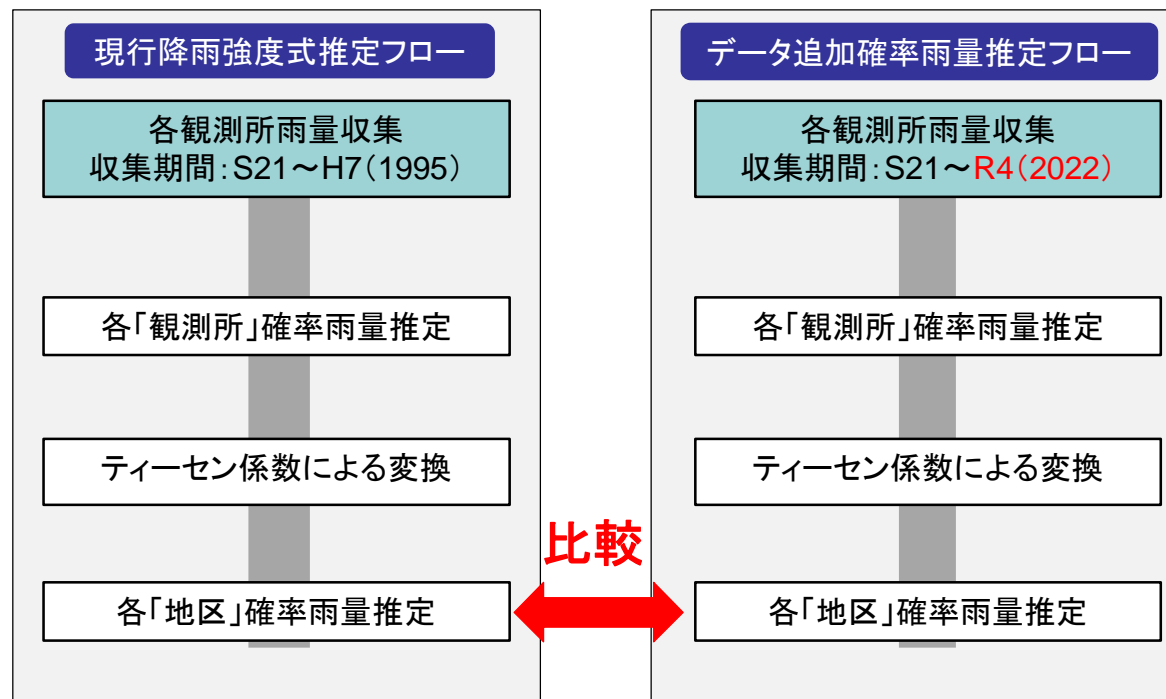 現行降雨強度式推定フロー
各観測所雨量収集
収集期間：S21～H7（1995）
各「観測所」確率雨量推定
ティーセン係数による変換
各「地区」確率雨量推定
比較
データ追加確率雨量推定フロー
各観測所雨量収集
収集期間：S21～R4（2022）
各「観測所」確率雨量推定
ティーセン係数による変換
各「地区」確率雨量推定